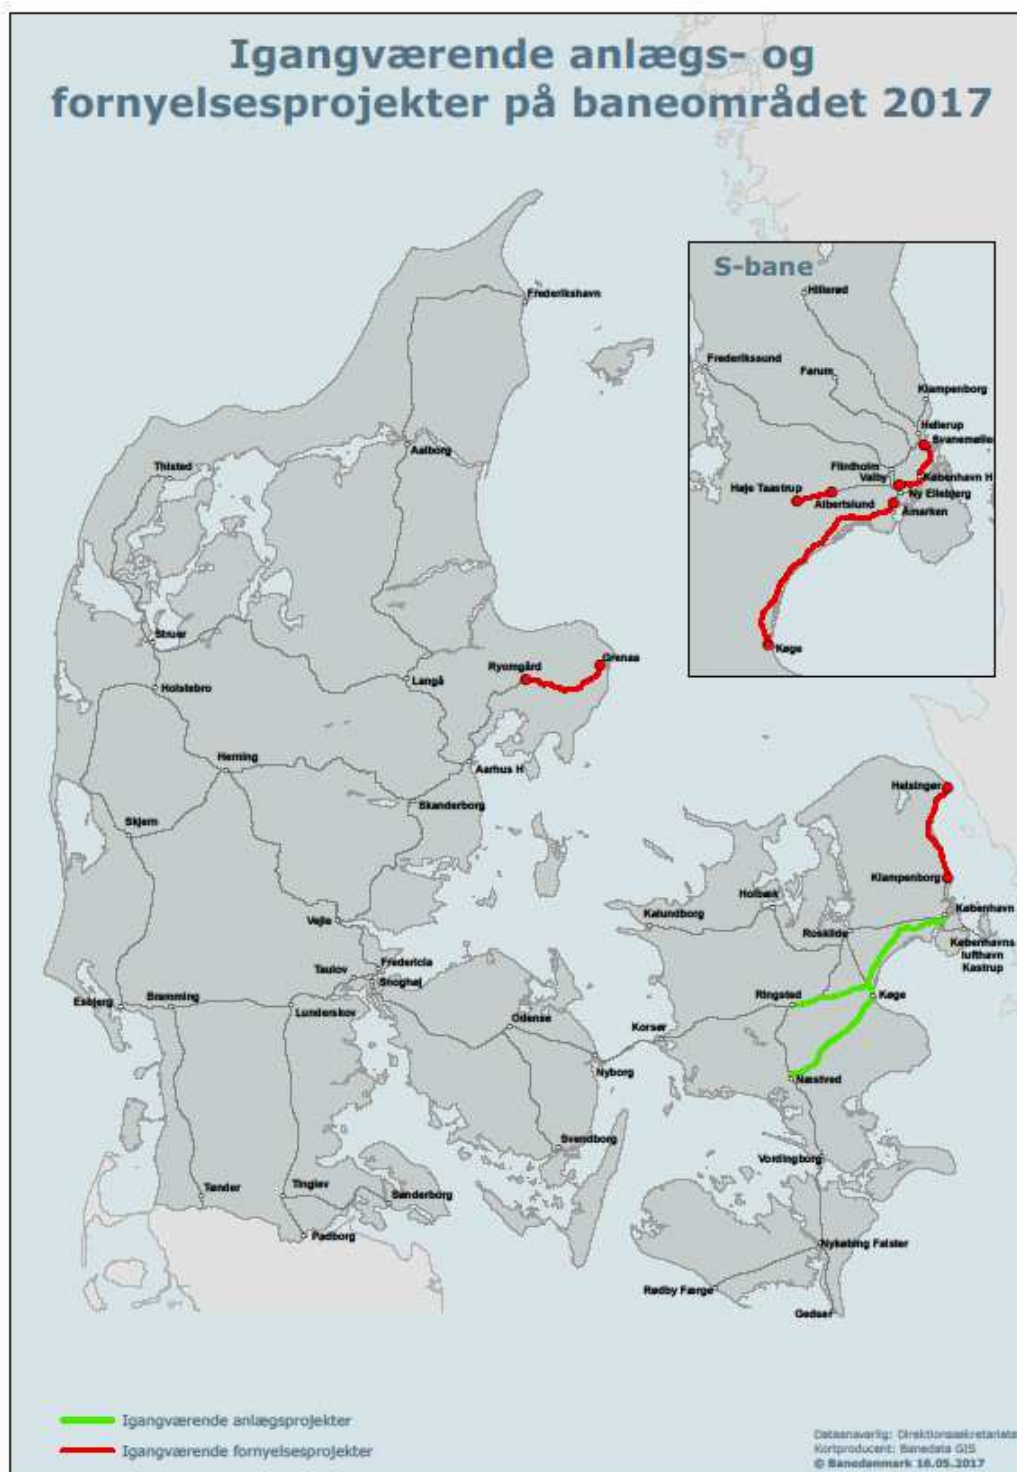 Igangværende anlægs- og
fornyelsesprojekter på baneområdet 2017
S-bane
Hillerød
Frederikssund
Farum
Klampenborg
Hellerup
Svanemølle
Flindholm
Valby
København H
Høje Taastrup
Ny Ellebjerg
Albertslund
Åmarken
Køge
Frederikshavn
Aalborg
Thisted
Struer
Grenaa
Ryomgård
Langå
Holstebro
Herning
Aarhus H
Skanderborg
Skjern
Helsingør
Klampenborg
Holbæk
København
Kalundborg
Vejle
Roskilde
Københavns
lufthavn
Kastrup
Fredericia
Taulov
Snoghøj
Esbjerg
Bramming
Lunderskov
Ringsted
Køge
Odense
Korsør
Nyborg
Næstved
Svendborg
Vordingborg
Tønder
Tinglev
Sønderborg
Padborg
Nykøbing Falster
Rødby Færge
Gedser
Igangværende anlægsprojekter
Igangværende fornyelsesprojekter
Dataansvarlig: Direktionssekretariatet
Kortproducent: Banedata GIS
© Banedanmark 16.05.2017